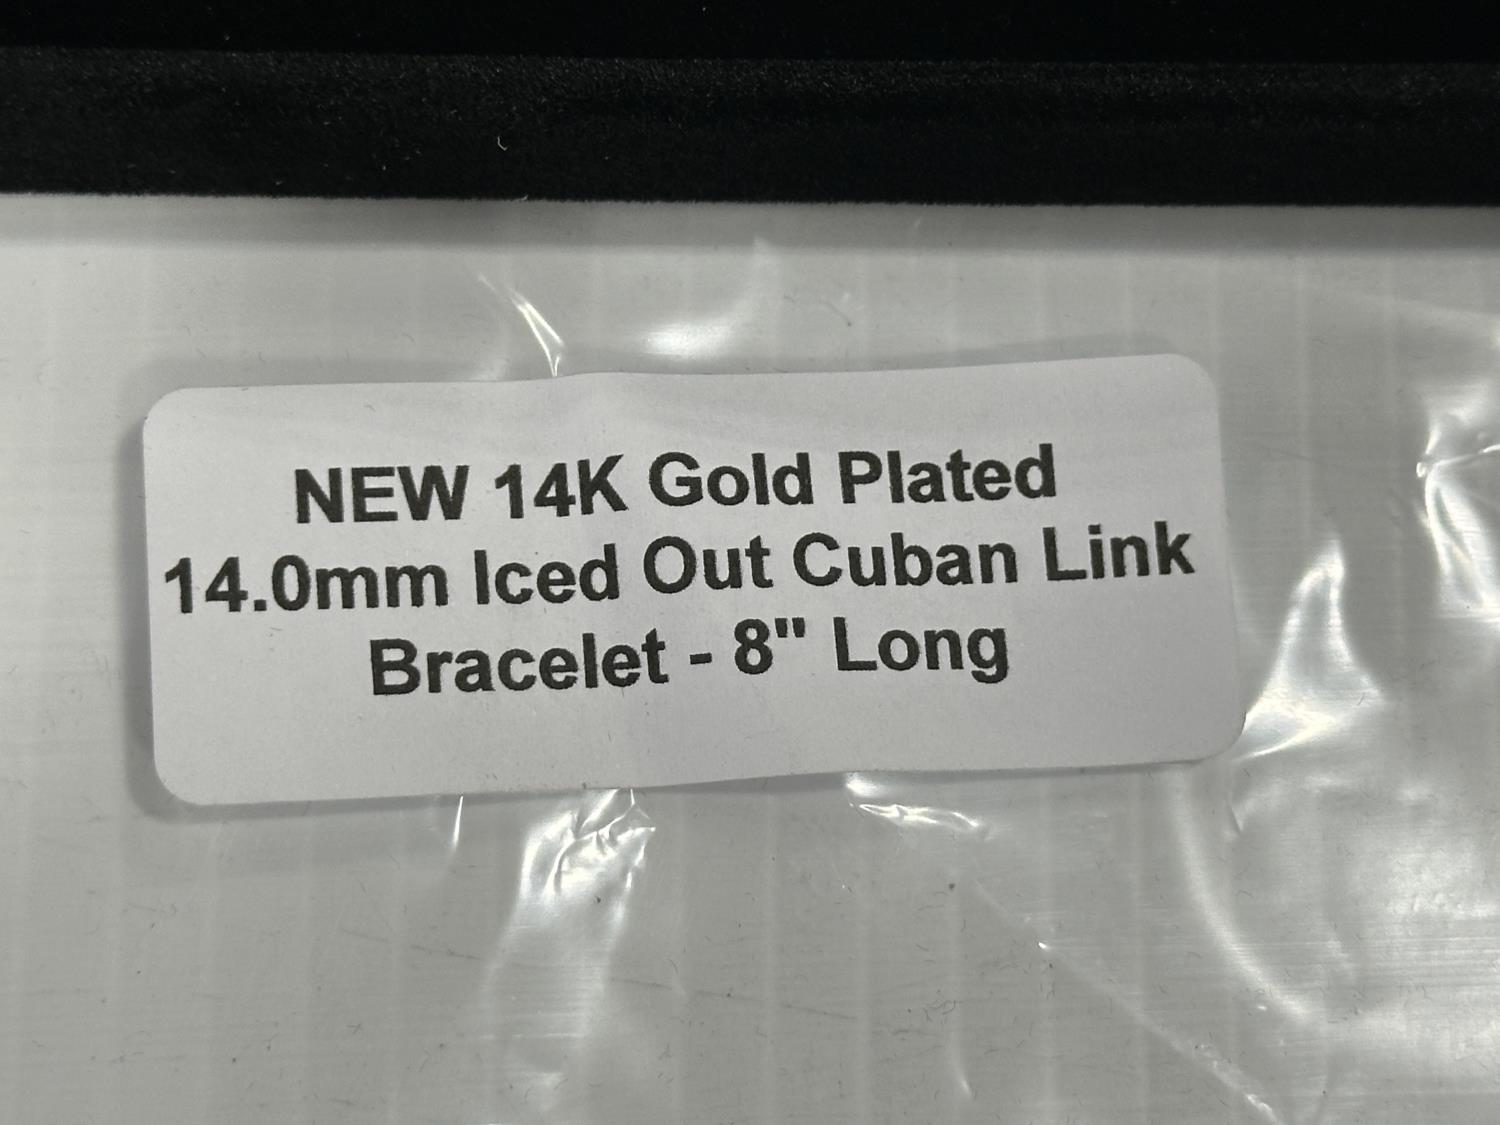 NEW 14K Gold Plated
14.0mm Iced Out Cuban Link
Bracelet - 8" Long